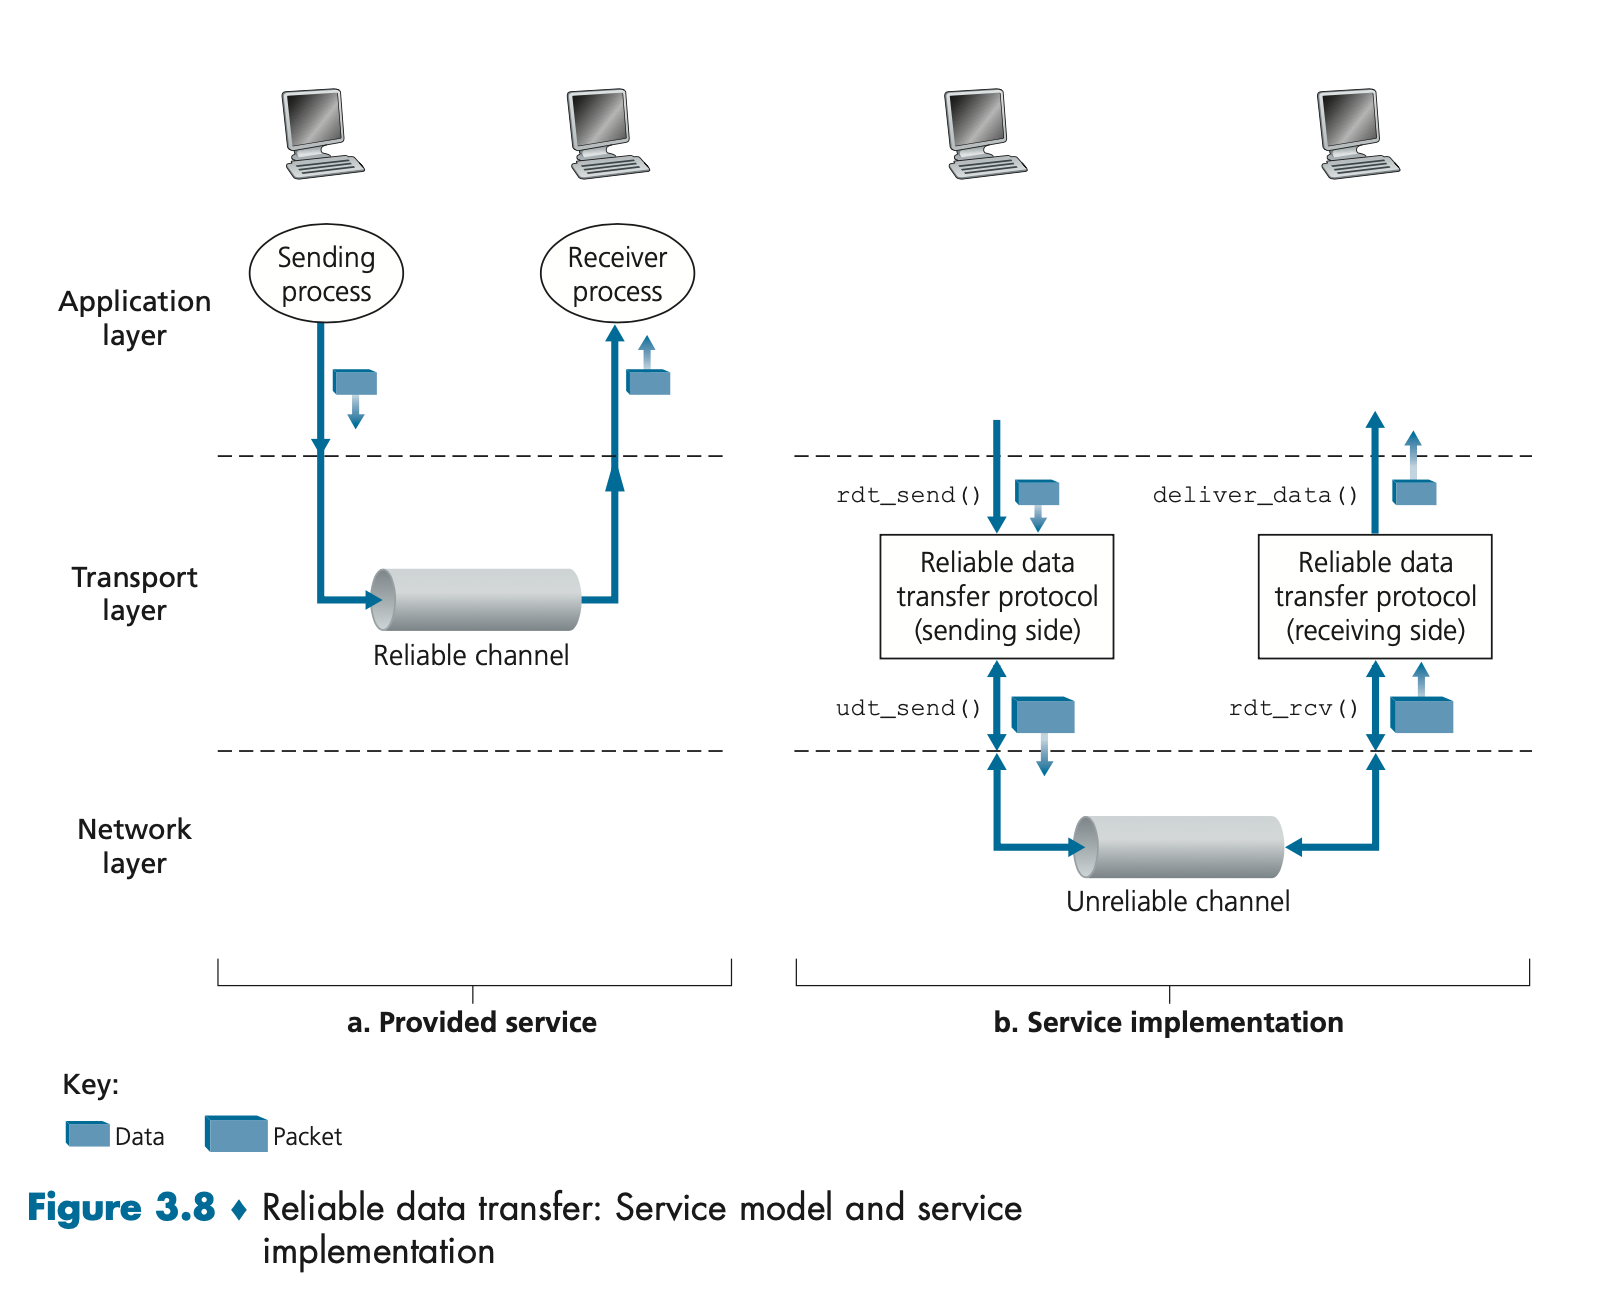 Sending
process
Receiver
process
Application
layer
rdt_send()
deliver_data()
Reliable data
transfer protocol
(sending side)
Reliable data
transfer protocol
(receiving side)
Transport
layer
Reliable channel
udt_send()
rdt_rcv()
Network
layer
Unreliable channel
a. Provided service
b. Service implementation
Key:
Data
Packet
Figure 3.8 ♦ Reliable data transfer: Service model and service
implementation